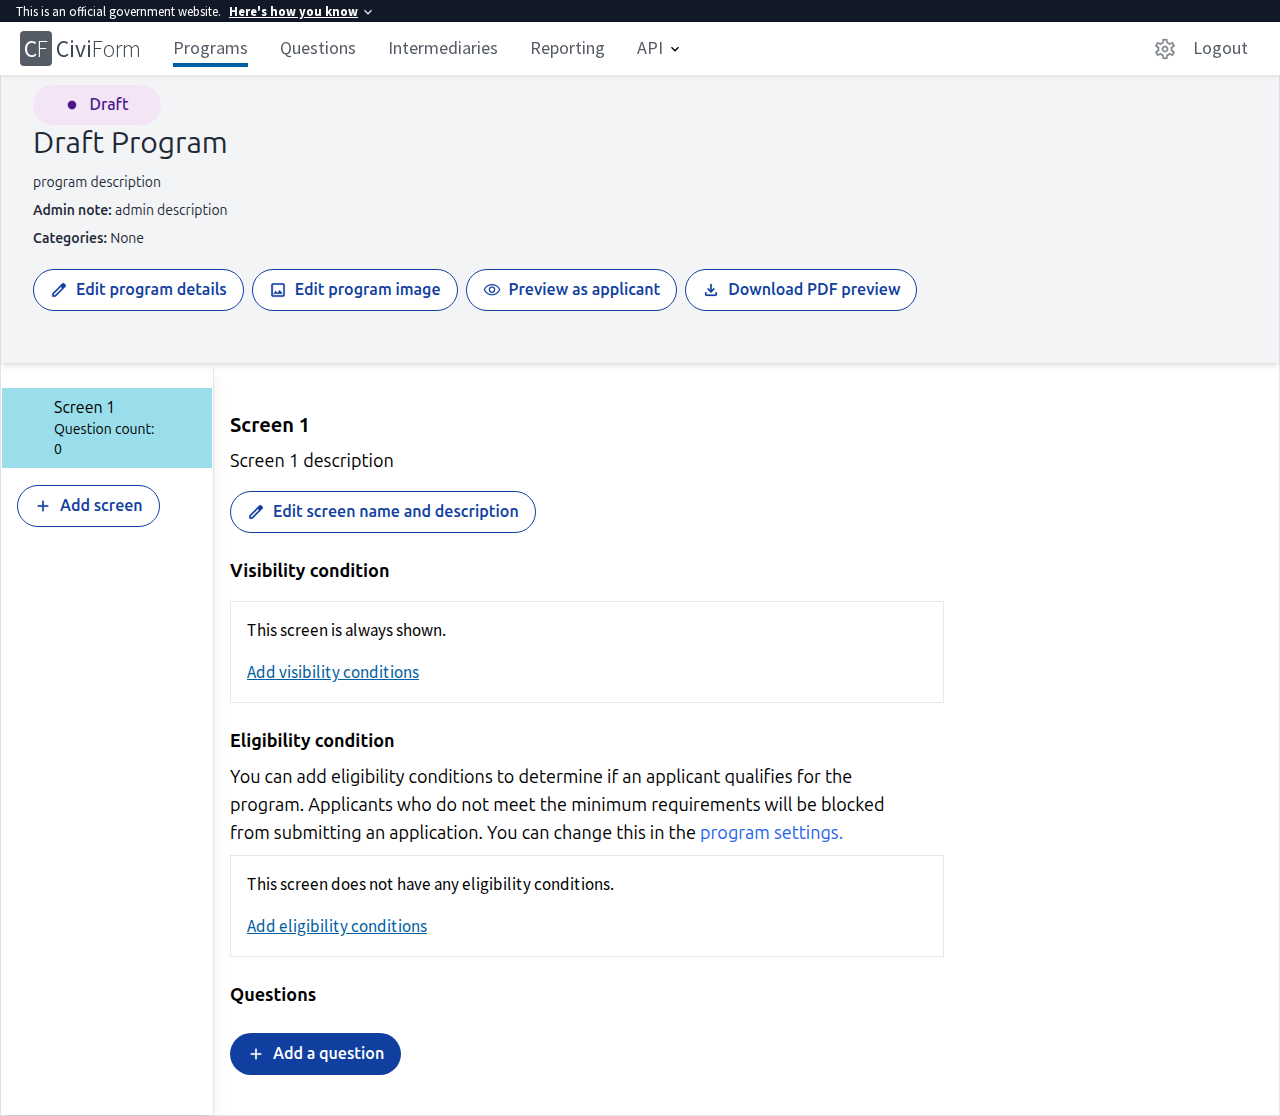 This is an official government website. Here's how you know
CF CiviForm Programs Questions Intermediaries Reporting API Logout
Draft
Draft Program
program description
Admin note: admin description
Categories: None
Edit program details Edit program image Preview as applicant Download PDF preview
Screen 1
Question count:
0
Add screen
Screen 1
Screen 1 description
Edit screen name and description
Visibility condition
This screen is always shown.
Add visibility conditions
Eligibility condition
You can add eligibility conditions to determine if an applicant qualifies for the
program. Applicants who do not meet the minimum requirements will be blocked
from submitting an application. You can change this in the program settings.
This screen does not have any eligibility conditions.
Add eligibility conditions
Questions
Add a question